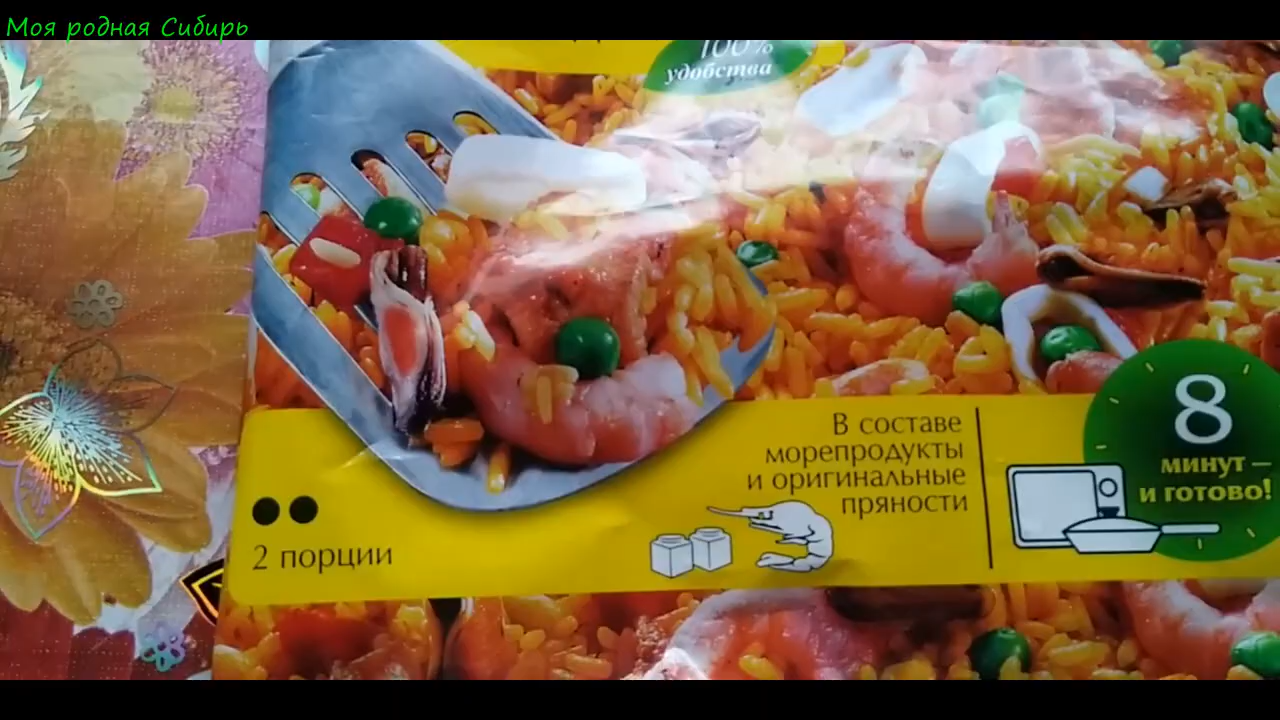 Моя родная Сибирь
100%
удобства
В составе
морепродукты
и оригинальные
пряности
8
минут –
и готово!
2 порции